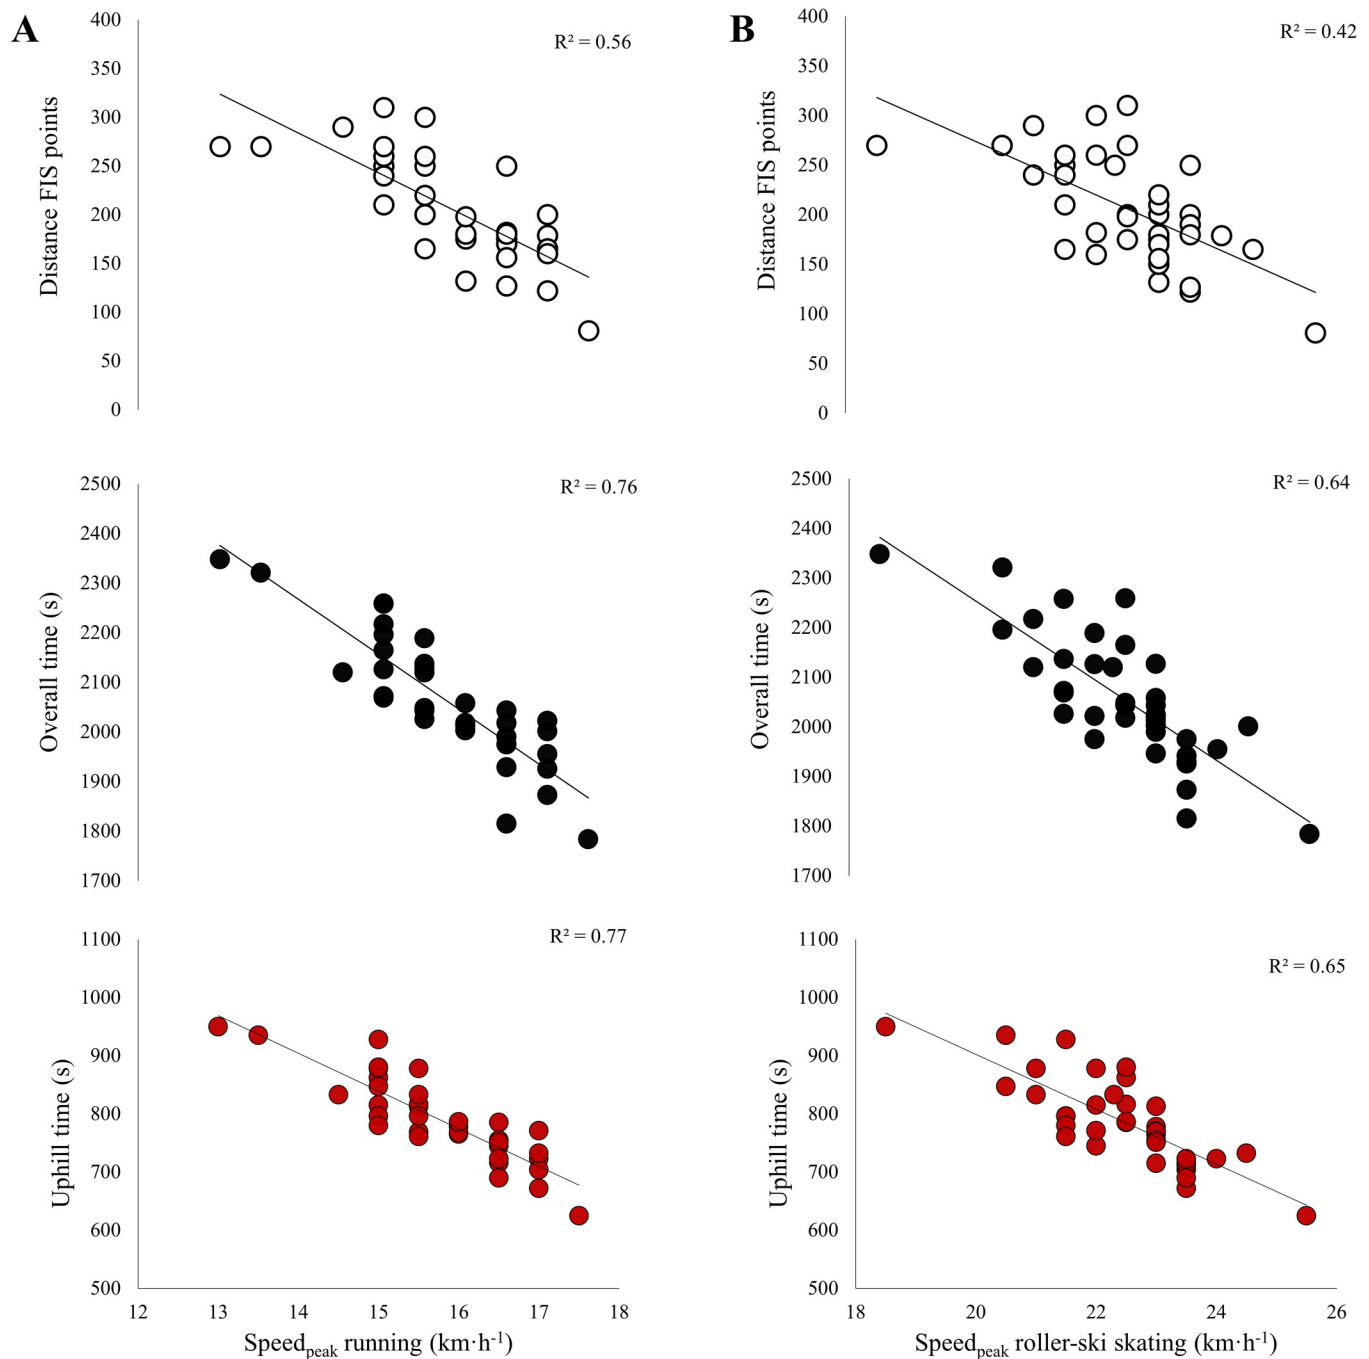 A
R² = 0.56
Distance FIS points
400
350
300
250
200
150
100
50
0
R² = 0.76
Overall time (s)
2500
2400
2300
2200
2100
2000
1900
1800
1700
R² = 0.77
Uphill time (s)
1100
1000
900
800
700
600
500
12 13 14 15 16 17 18
Speedpeak running (km·h-1)
B
R² = 0.42
Distance FIS points
400
350
300
250
200
150
100
50
0
R² = 0.64
Overall time (s)
2500
2400
2300
2200
2100
2000
1900
1800
1700
R² = 0.65
Uphill time (s)
1100
1000
900
800
700
600
500
18 20 22 24 26
Speedpeak roller-ski skating (km·h-1)